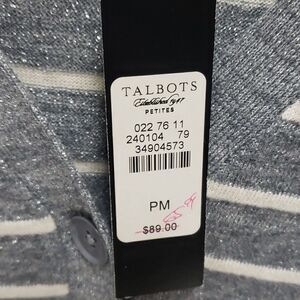 TALBOTS
Established 1947
PETITES
022 76 11
240104 79
34904573
PM
$89.00